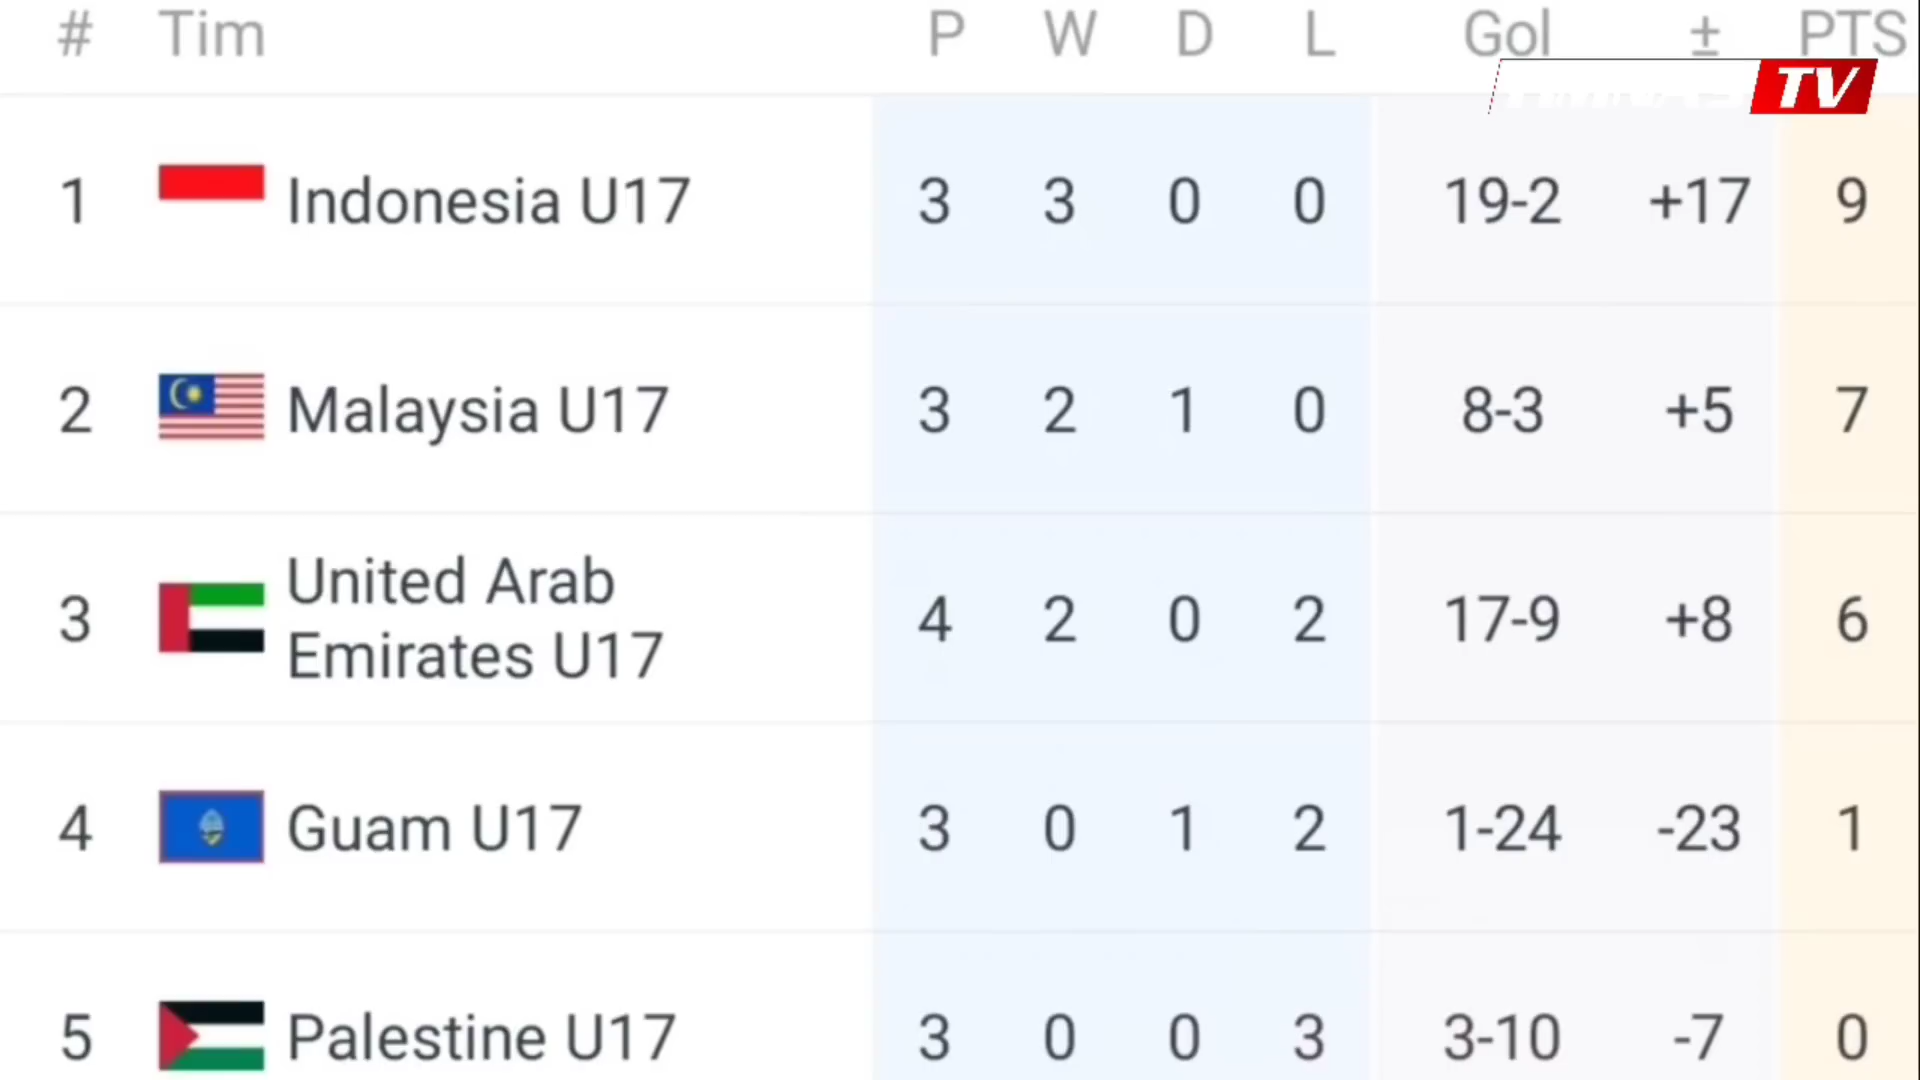 # Tim P W D L Gol ± PTS
TV
1 Indonesia U17 3 3 0 0 19-2 +17 9
2 Malaysia U17 3 2 1 0 8-3 +5 7
3 United Arab Emirates U17 4 2 0 2 17-9 +8 6
4 Guam U17 3 0 1 2 1-24 -23 1
5 Palestine U17 3 0 0 3 3-10 -7 0